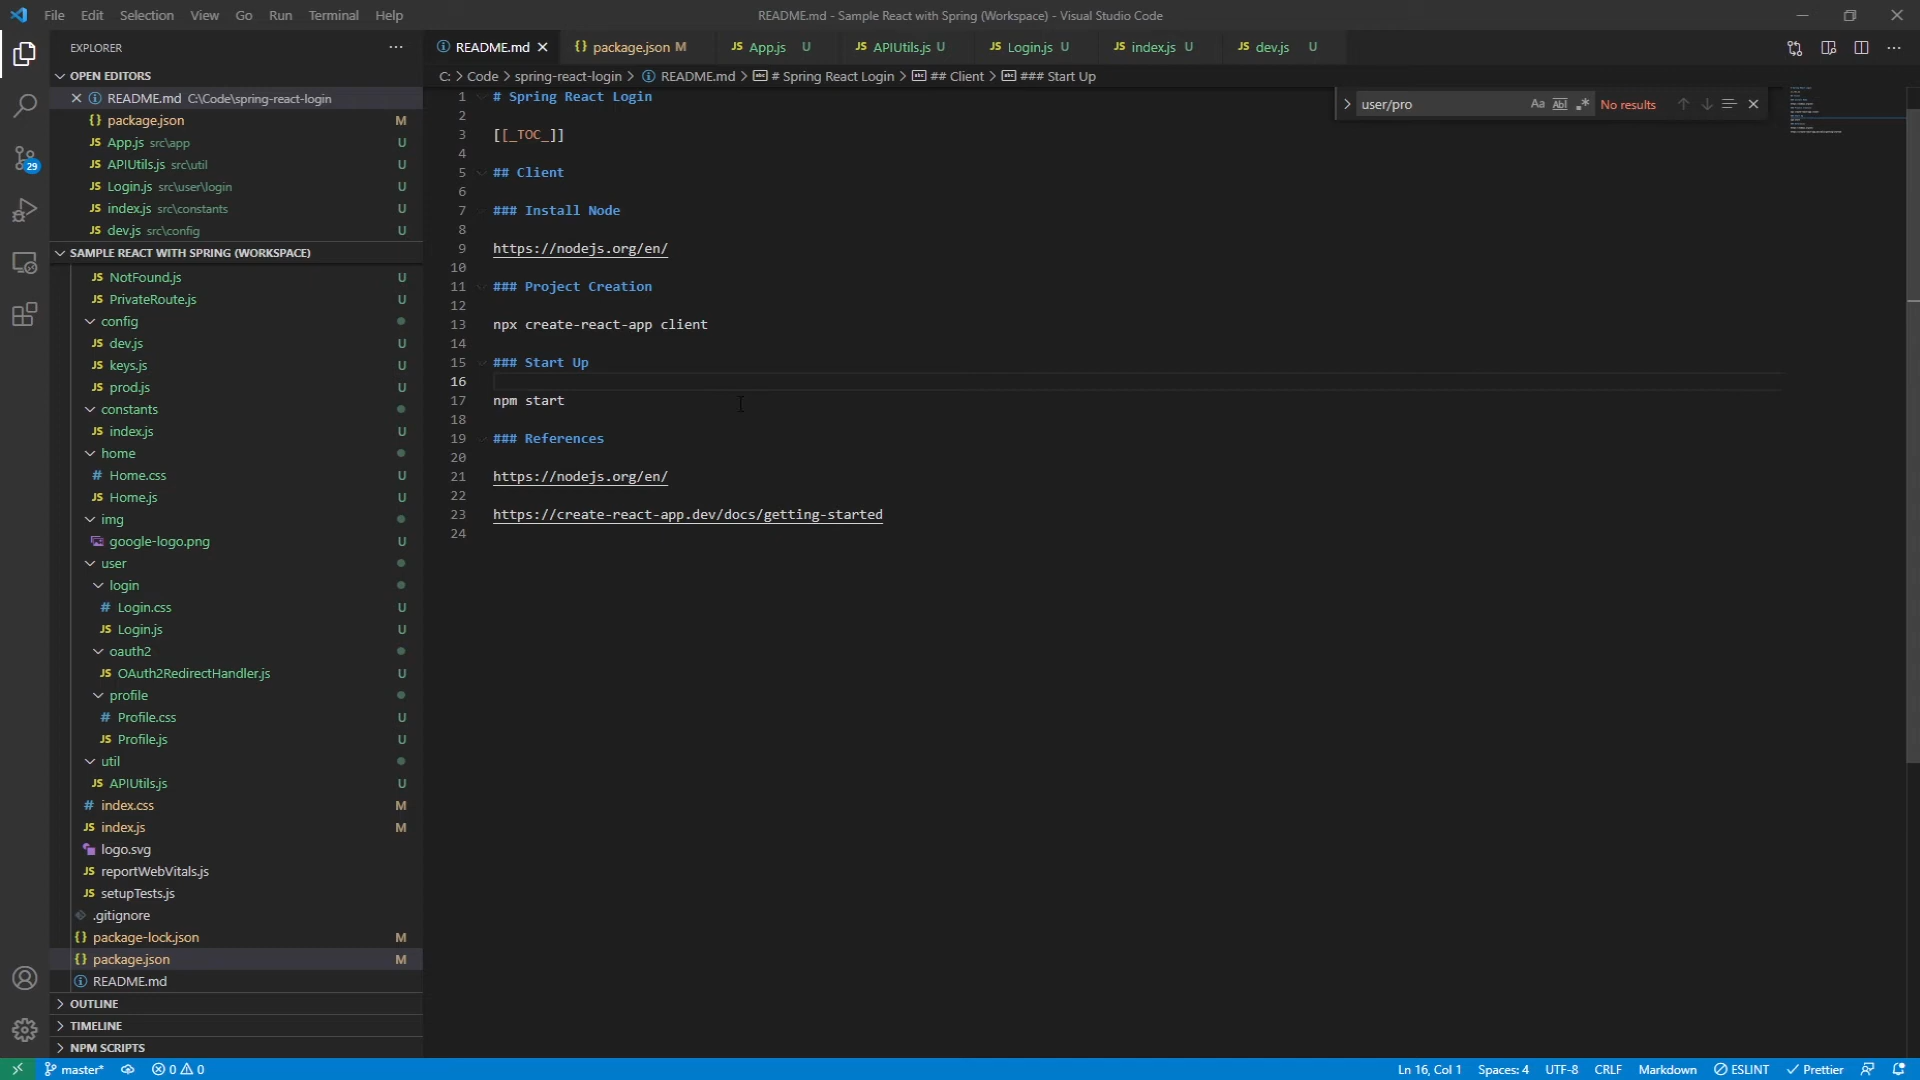 File Edit Selection View Go Run Terminal Help
README.md - Sample React with Spring (Workspace) - Visual Studio Code
EXPLORER
README.md
package.json M
App.js U
APIUtils.js U
Login.js U
index.js U
dev.js U
OPEN EDITORS
README.md C:\Code\spring-react-login
package.json M
App.js src\app U
APIUtils.js src\util U
Login.js src\user\login U
index.js src\constants U
dev.js src\config U
SAMPLE REACT WITH SPRING (WORKSPACE)
NotFound.js U
PrivateRoute.js U
config
dev.js U
keys.js U
prod.js U
constants
index.js U
home
Home.css U
Home.js U
img
google-logo.png U
user
login
Login.css U
Login.js U
oauth2
OAuth2RedirectHandler.js U
profile
Profile.css U
Profile.js U
util
APIUtils.js U
index.css M
index.js M
logo.svg
reportWebVitals.js
setupTests.js
.gitignore
package-lock.json M
package.json M
README.md
OUTLINE
TIMELINE
NPM SCRIPTS
29
C: > Code > spring-react-login > README.md > # Spring React Login > ## Client > ### Start Up
user/pro Aa Abl .* No results
1 # Spring React Login
2
3 [[_TOC_]]
4
5 ## Client
6
7 ### Install Node
8
9 https://nodejs.org/en/
10
11 ### Project Creation
12
13 npx create-react-app client
14
15 ### Start Up
16
17 npm start
18
19 ### References
20
21 https://nodejs.org/en/
22
23 https://create-react-app.dev/docs/getting-started
24
master* 0 0 Ln 16, Col 1 Spaces: 4 UTF-8 CRLF Markdown ESLINT Prettier